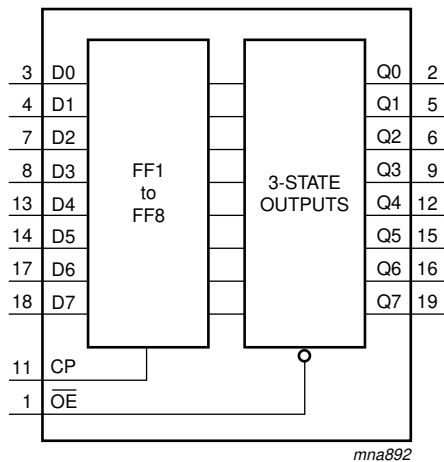 3 D0 Q0 2
4 D1 Q1 5
7 D2 Q2 6
8 D3 Q3 9
13 D4 Q4 12
14 D5 Q5 15
17 D6 Q6 16
18 D7 Q7 19
FF1
to
FF8
3-STATE
OUTPUTS
11 CP
1 O̅E̅
mna892